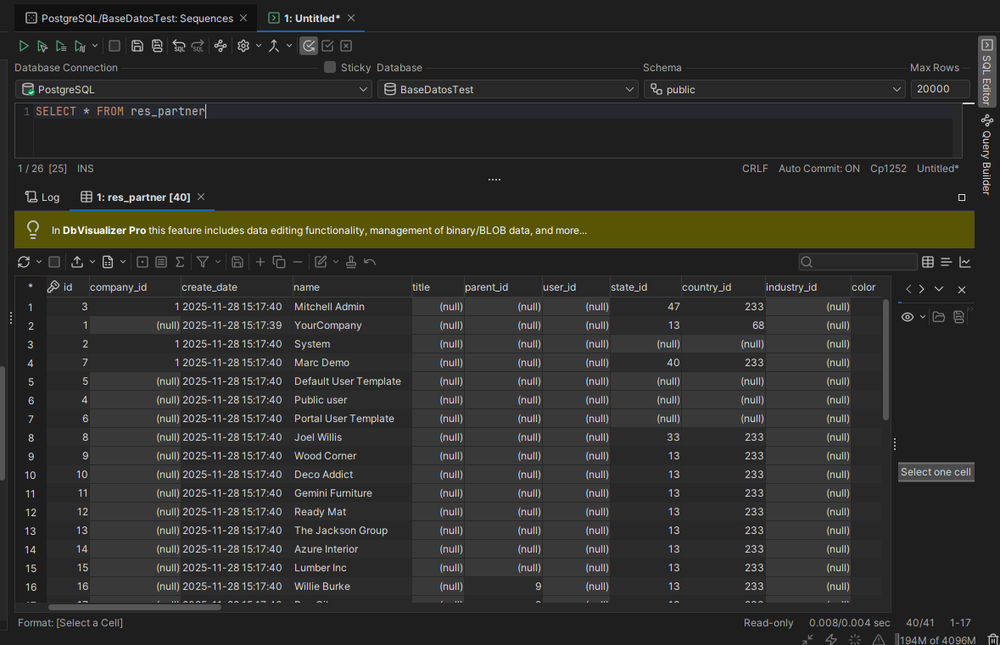 PostgreSQL/BaseDatosTest: Sequences
1: Untitled*
Database Connection Sticky Database Schema Max Rows
PostgreSQL BaseDatosTest public 20000
1 SELECT * FROM res_partner
1 / 26 [25] INS CRLF Auto Commit: ON Cp1252 Untitled*
SQL Editor
Query Builder
Log 1: res_partner [40]
In DbVisualizer Pro this feature includes data editing functionality, management of binary/BLOB data, and more...
* id company_id create_date name title parent_id user_id state_id country_id industry_id color
1 3 1 2025-11-28 15:17:40 Mitchell Admin (null) (null) (null) 47 233 (null)
2 1 (null) 2025-11-28 15:17:39 YourCompany (null) (null) (null) 13 68 (null)
3 2 1 2025-11-28 15:17:40 System (null) (null) (null) (null) (null) (null)
4 7 1 2025-11-28 15:17:40 Marc Demo (null) (null) (null) 40 233 (null)
5 5 (null) 2025-11-28 15:17:40 Default User Template (null) (null) (null) (null) (null) (null)
6 4 (null) 2025-11-28 15:17:40 Public user (null) (null) (null) (null) (null) (null)
7 6 (null) 2025-11-28 15:17:40 Portal User Template (null) (null) (null) (null) (null) (null)
8 8 (null) 2025-11-28 15:17:40 Joel Willis (null) (null) (null) 33 233 (null)
9 9 (null) 2025-11-28 15:17:40 Wood Corner (null) (null) (null) 13 233 (null)
10 10 (null) 2025-11-28 15:17:40 Deco Addict (null) (null) (null) 13 233 (null)
11 11 (null) 2025-11-28 15:17:40 Gemini Furniture (null) (null) (null) 13 233 (null)
12 12 (null) 2025-11-28 15:17:40 Ready Mat (null) (null) (null) 13 233 (null)
13 13 (null) 2025-11-28 15:17:40 The Jackson Group (null) (null) (null) 13 233 (null)
14 14 (null) 2025-11-28 15:17:40 Azure Interior (null) (null) (null) 13 233 (null)
15 15 (null) 2025-11-28 15:17:40 Lumber Inc (null) (null) (null) 13 233 (null)
16 16 (null) 2025-11-28 15:17:40 Willie Burke (null) 9 (null) 13 233 (null)
Select one cell
Format: [Select a Cell] Read-only 0.008/0.004 sec 40/41 1-17
194M of 4096M